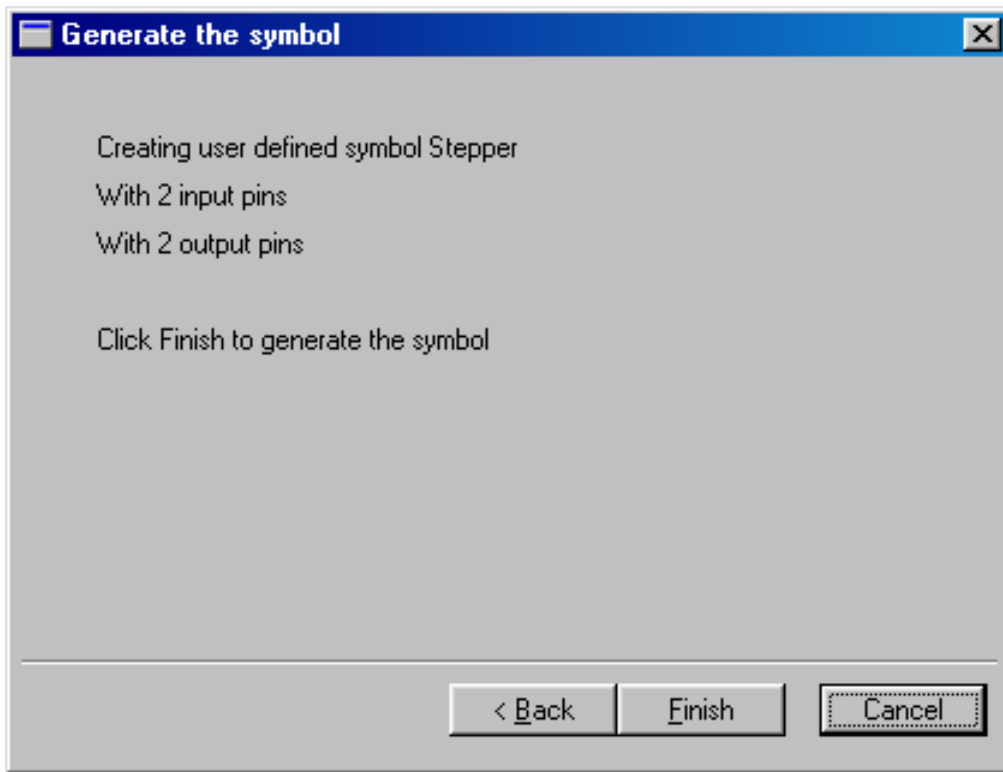 Generate the symbol
Creating user defined symbol Stepper
With 2 input pins
With 2 output pins
Click Finish to generate the symbol
< Back Finish Cancel